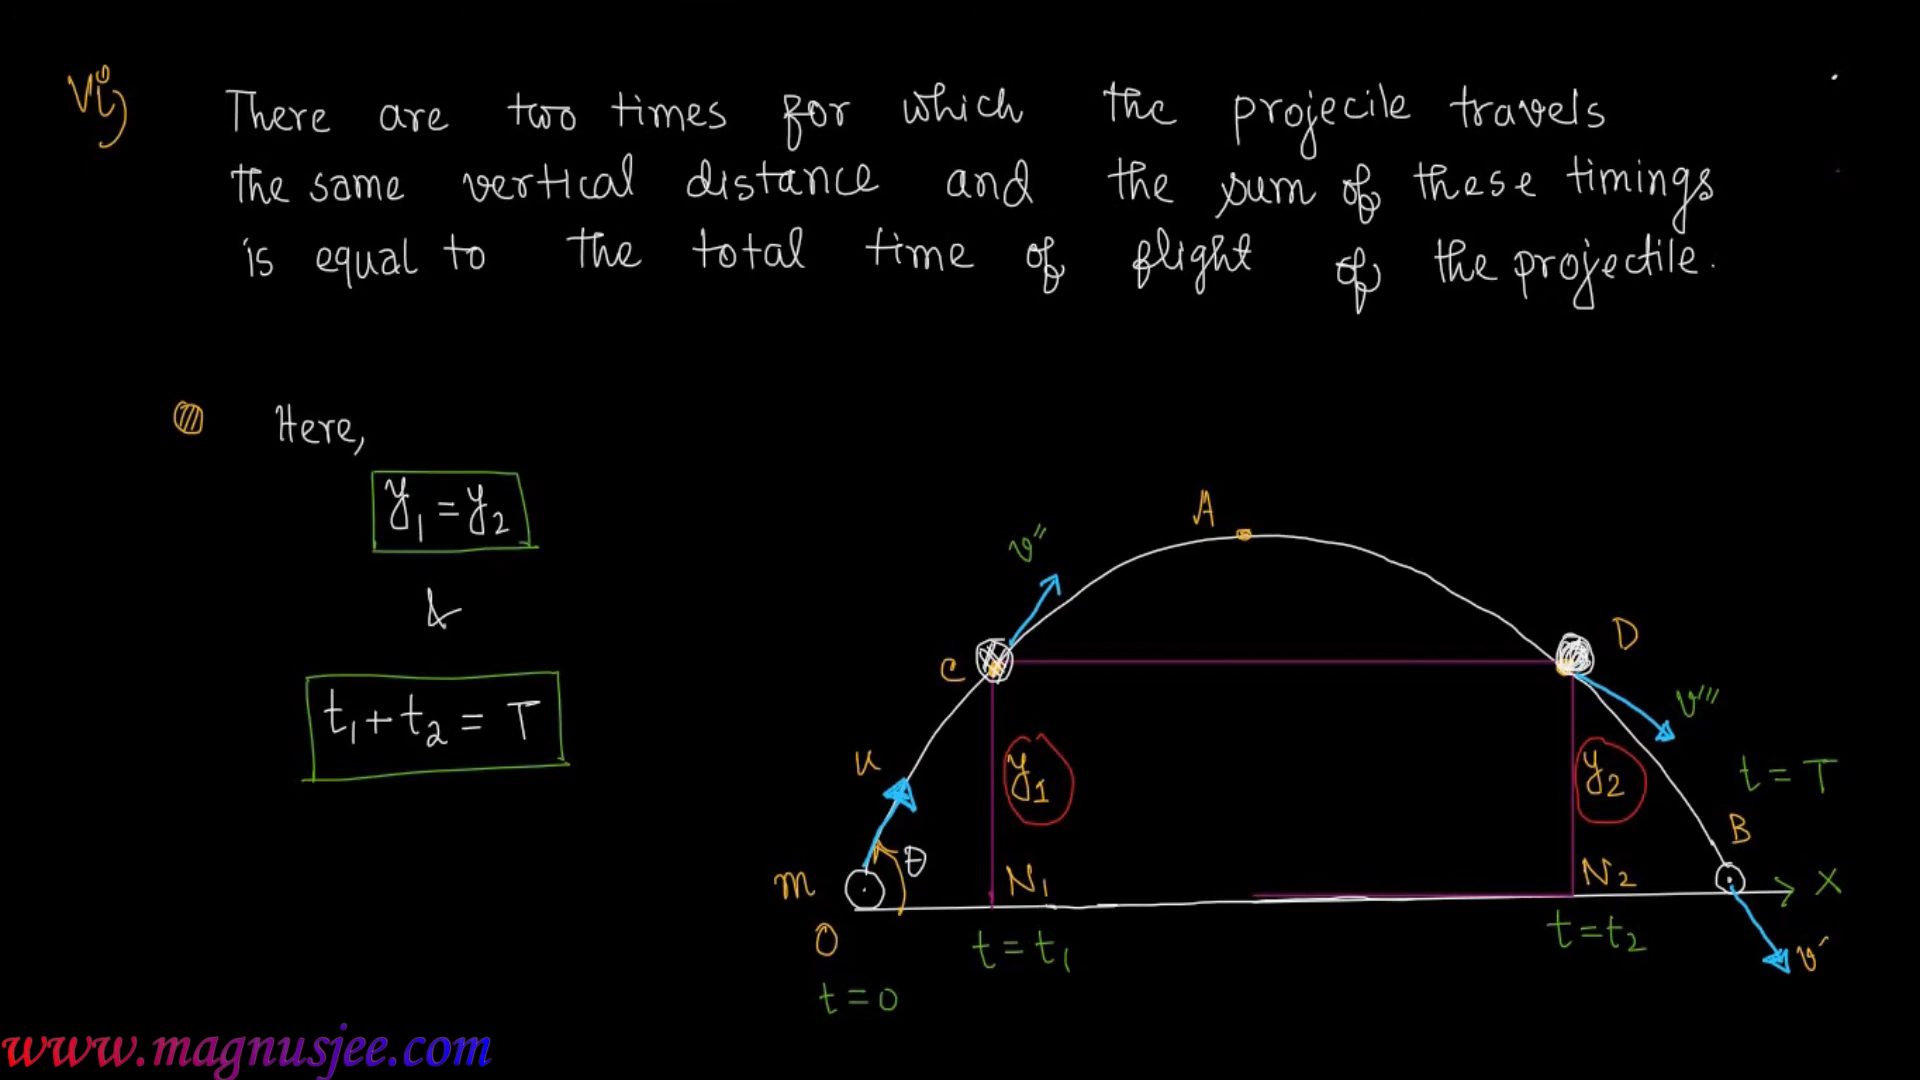 vi)
There are two times for which the projecile travels
the same vertical distance and the sum of these timings
is equal to the total time of flight of the projectile.
Here,
y₁ = y₂
&
t₁ + t₂ = T
A
v''
C
D
v'''
u
y₁
y₂
t = T
B
θ
m
N₁
N₂
X
O
t = t₁
t = t₂
v'
t = 0
www.magnusjee.com